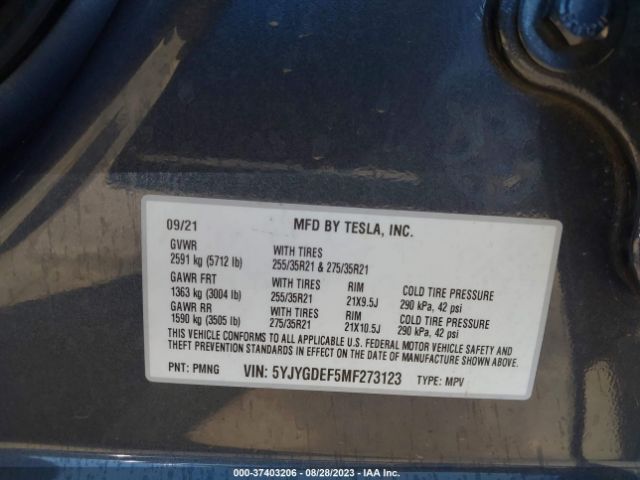 09/21 MFD BY TESLA, INC.
GVWR WITH TIRES
2591 kg (5712 lb) 255/35R21 & 275/35R21
GAWR FRT WITH TIRES RIM COLD TIRE PRESSURE
1363 kg (3004 lb) 255/35R21 21X9.5J 290 kPa, 42 psi
GAWR RR WITH TIRES RIM COLD TIRE PRESSURE
1590 kg (3505 lb) 275/35R21 21X10.5J 290 kPa, 42 psi
THIS VEHICLE CONFORMS TO ALL APPLICABLE U.S. FEDERAL MOTOR VEHICLE SAFETY AND
THEFT PREVENTION STANDARDS IN EFFECT ON THE DATE OF MANUFACTURE SHOWN ABOVE.
PNT: PMNG VIN: 5YJYGDEF5MF273123 TYPE: MPV
000-37403206 - 08/28/2023 - IAA Inc.